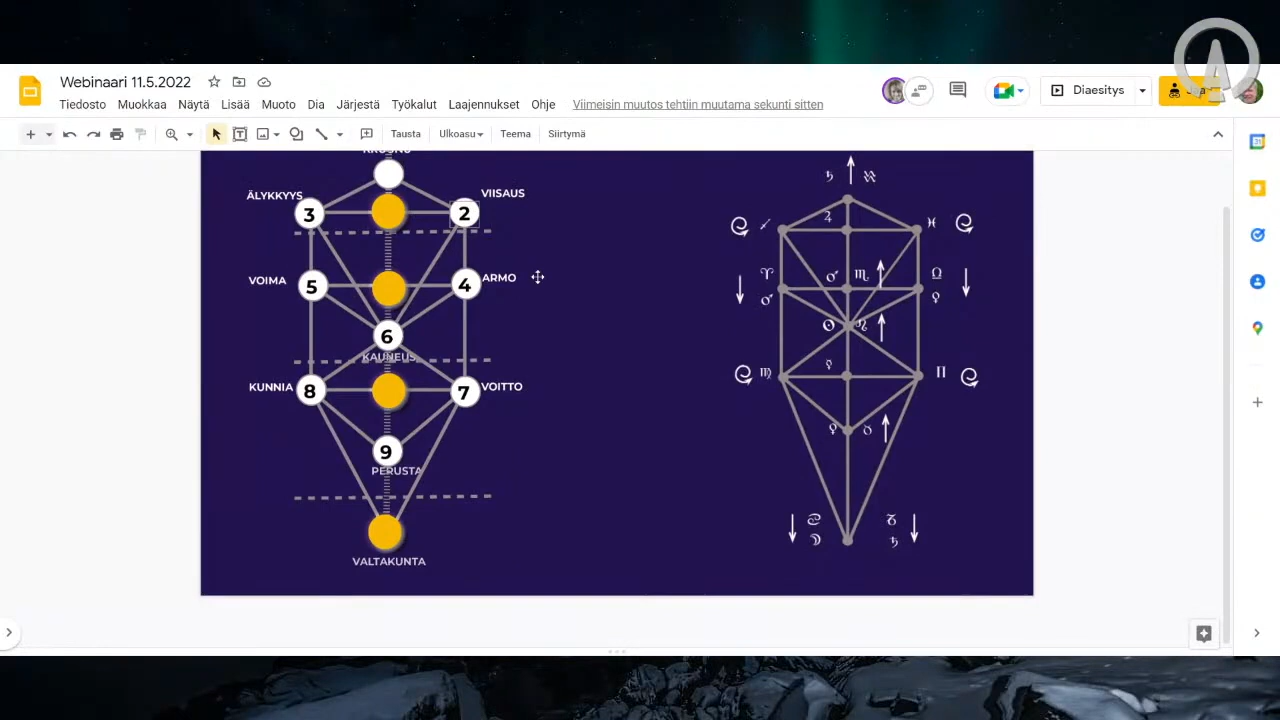 Webinaari 11.5.2022
Tiedosto Muokkaa Näytä Lisää Muoto Dia Järjestä Työkalut Laajennukset Ohje Viimeisin muutos tehtiin muutama sekunti sitten
Diaesitys
Tausta Ulkoasu Teema Siirtymä
ÄLYKKYYS
VIISAUS
3 2
VOIMA
ARMO
5 4
6
KAUNEUS
KUNNIA
VOITTO
8 7
9
PERUSTA
VALTAKUNTA
♄ ♒
♃
♐ ♓
♈ ♂ ♏ ♌
♂ ♀
ʘ ♌
☿
♍ ♊
♀ ♉
♋ ♑
☽ ♄
31